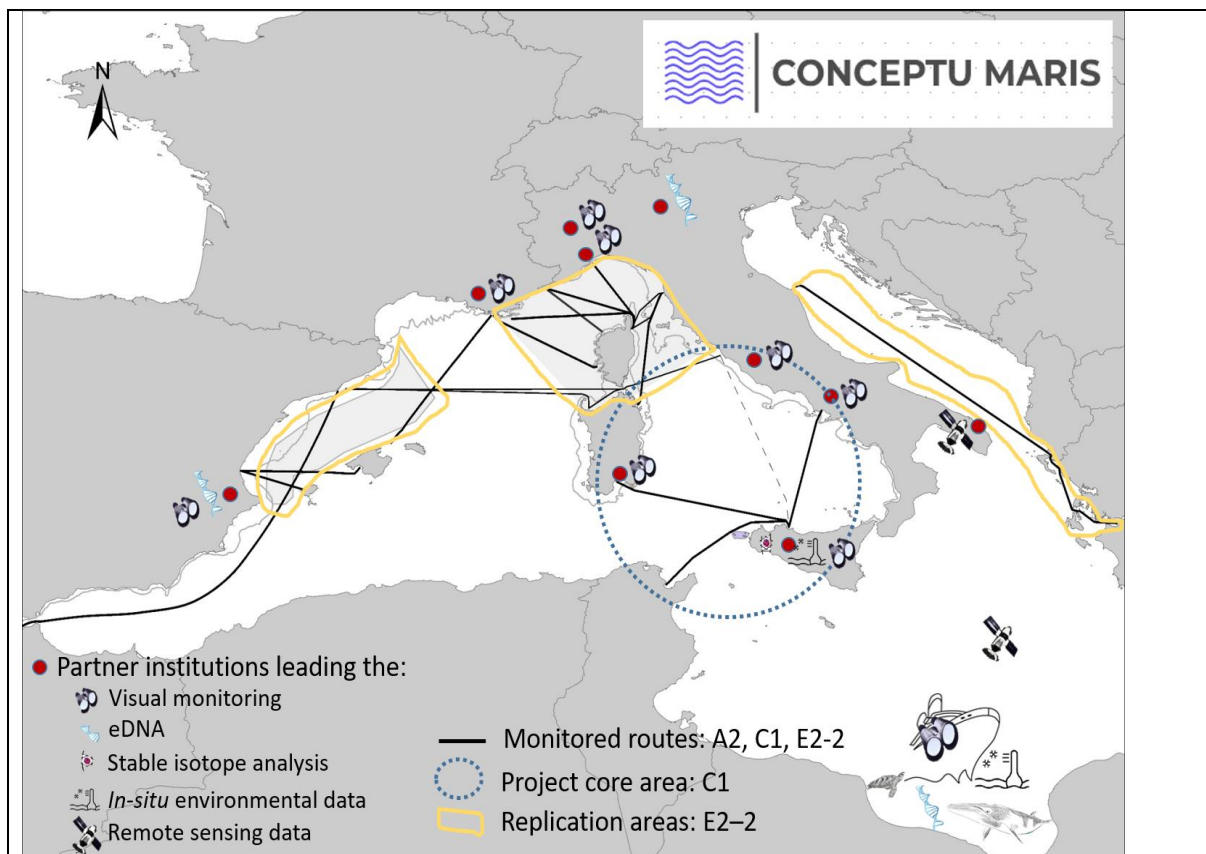 N
CONCEPTU MARIS
Partner institutions leading the:
Visual monitoring
eDNA
Stable isotope analysis
In-situ environmental data
Remote sensing data
Monitored routes: A2, C1, E2-2
Project core area: C1
Replication areas: E2–2